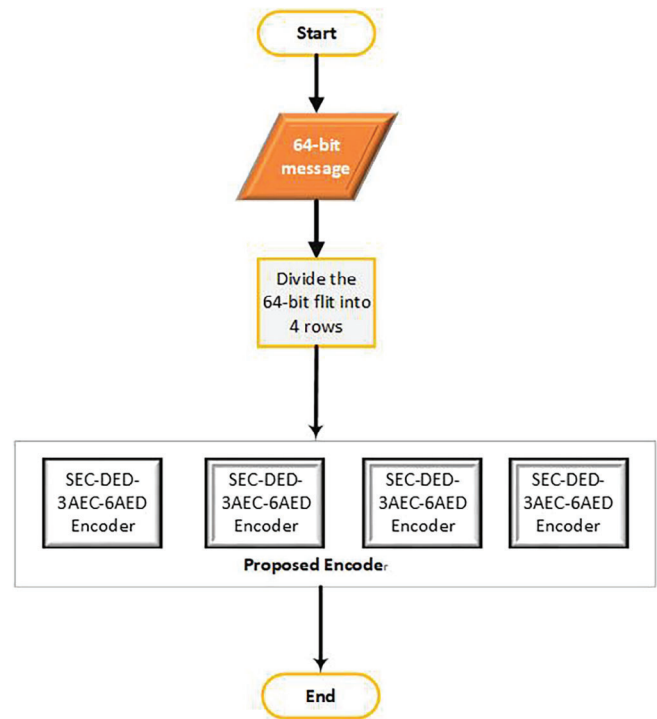 Start
64-bit
message
Divide the
64-bit flit into
4 rows
SEC-DED-
3AEC-6AED
Encoder
SEC-DED-
3AEC-6AED
Encoder
SEC-DED-
3AEC-6AED
Encoder
SEC-DED-
3AEC-6AED
Encoder
Proposed Encoder
End